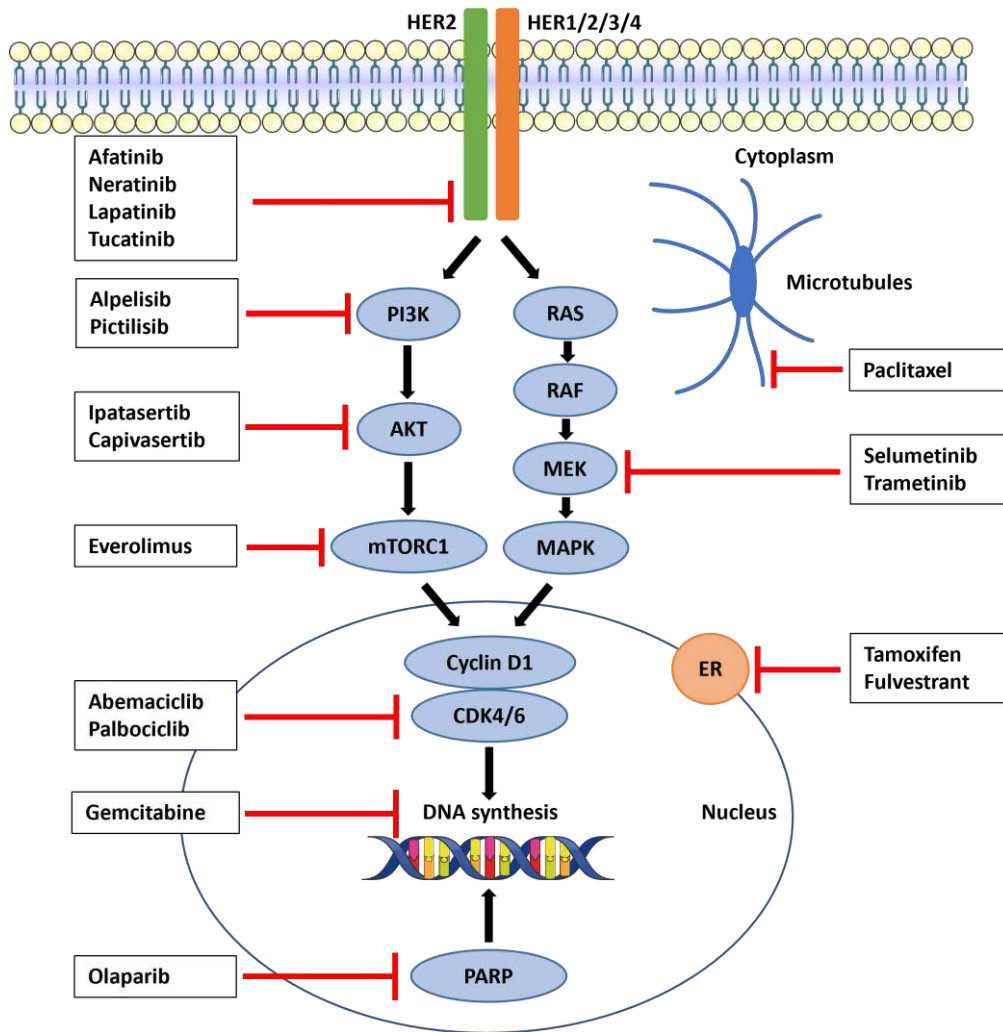 HER2
HER1/2/3/4
Cytoplasm
Afatinib
Neratinib
Lapatinib
Tucatinib
Microtubules
Alpelisib
Pictilisib
PI3K
RAS
Paclitaxel
RAF
Ipatasertib
Capivasertib
AKT
MEK
Selumetinib
Trametinib
Everolimus
mTORC1
MAPK
Cyclin D1
ER
Tamoxifen
Fulvestrant
Abemaciclib
Palbociclib
CDK4/6
Gemcitabine
DNA synthesis
Nucleus
Olaparib
PARP